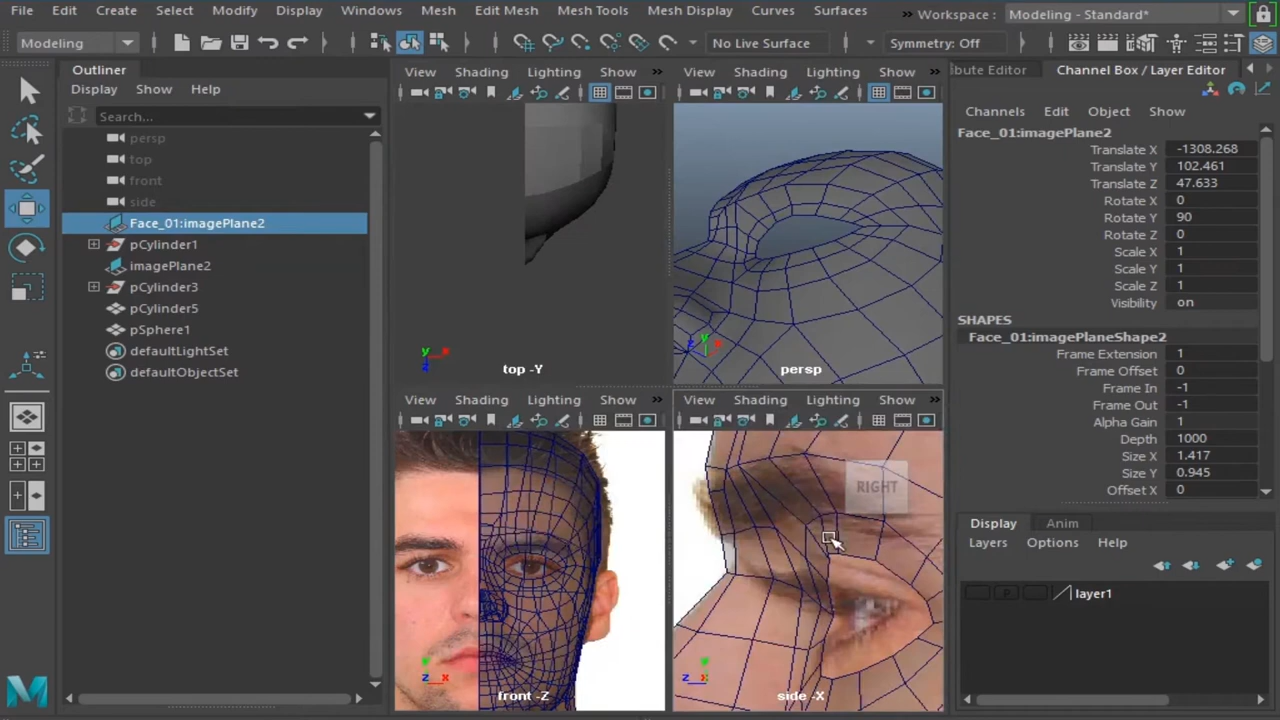 File Edit Create Select Modify Display Windows Mesh Edit Mesh Mesh Tools Mesh Display Curves Surfaces Workspace: Modeling - Standard*
Modeling No Live Surface Symmetry: Off
Outliner
Display Show Help
Search...
persp
top
front
side
Face_01:imagePlane2
pCylinder1
imagePlane2
pCylinder3
pCylinder5
pSphere1
defaultLightSet
defaultObjectSet
View Shading Lighting Show
top -Y
View Shading Lighting Show
persp
View Shading Lighting Show
front -Z
View Shading Lighting Show
RIGHT
side -X
bute Editor Channel Box / Layer Editor
Channels Edit Object Show
Face_01:imagePlane2
Translate X -1308.268
Translate Y 102.461
Translate Z 47.633
Rotate X 0
Rotate Y 90
Rotate Z 0
Scale X 1
Scale Y 1
Scale Z 1
Visibility on
SHAPES
Face_01:imagePlaneShape2
Frame Extension 1
Frame Offset 0
Frame In -1
Frame Out -1
Alpha Gain 1
Depth 1000
Size X 1.417
Size Y 0.945
Offset X 0
Display Anim
Layers Options Help
P layer1